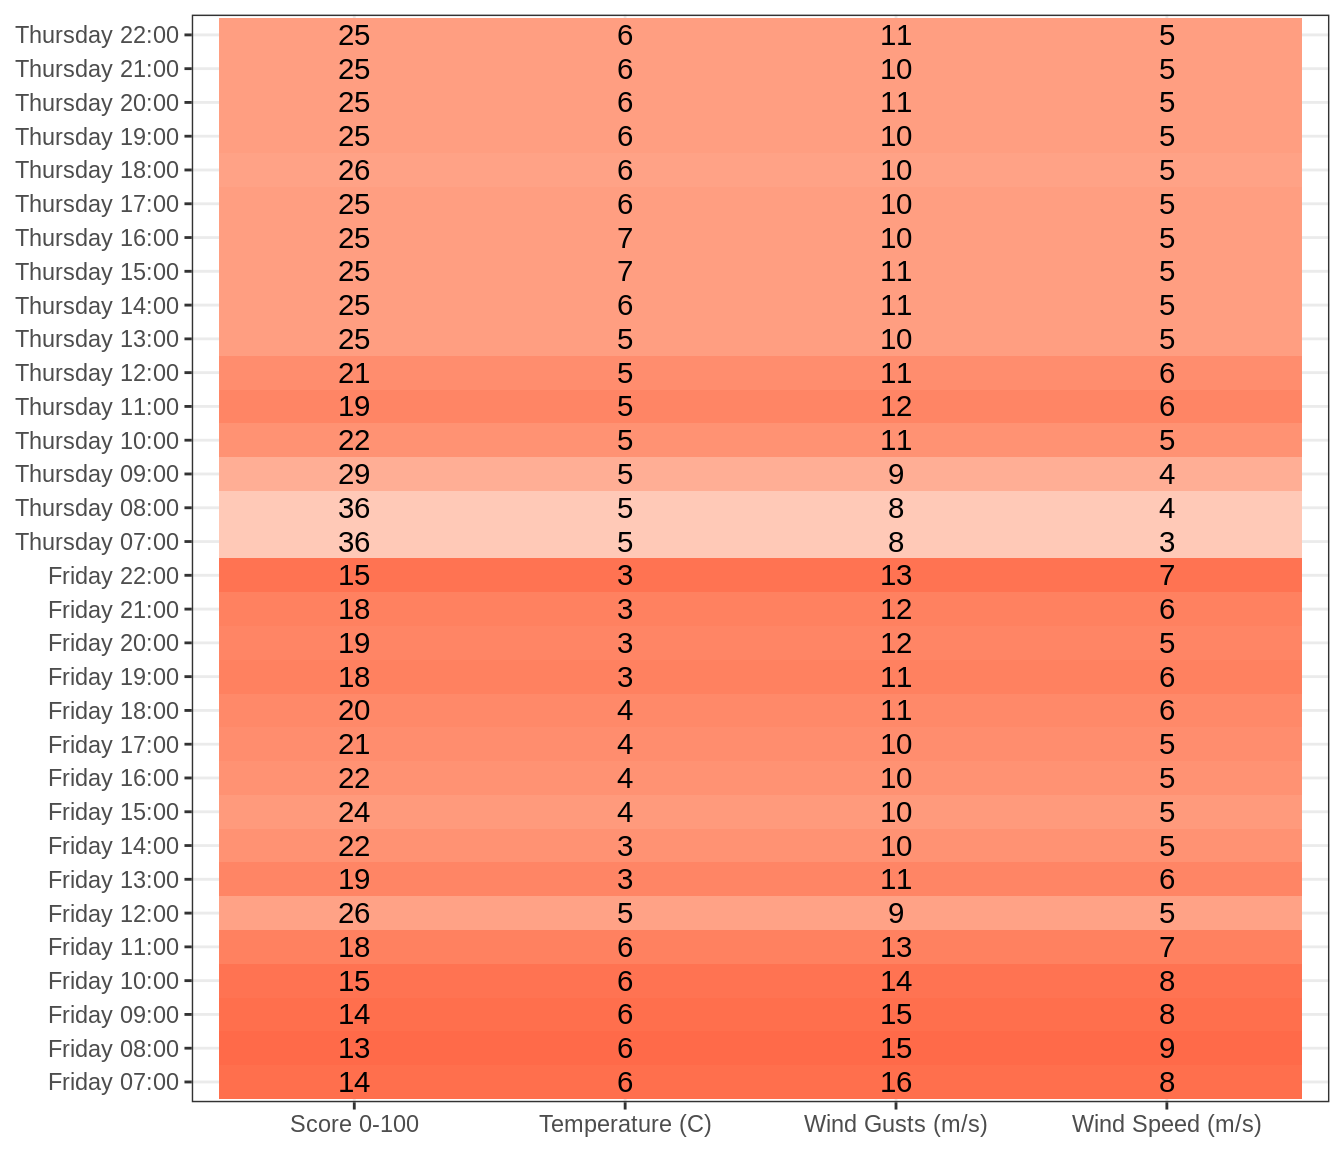 Thursday 22:00 25 6 11 5
Thursday 21:00 25 6 10 5
Thursday 20:00 25 6 11 5
Thursday 19:00 25 6 10 5
Thursday 18:00 26 6 10 5
Thursday 17:00 25 6 10 5
Thursday 16:00 25 7 10 5
Thursday 15:00 25 7 11 5
Thursday 14:00 25 6 11 5
Thursday 13:00 25 5 10 5
Thursday 12:00 21 5 11 6
Thursday 11:00 19 5 12 6
Thursday 10:00 22 5 11 5
Thursday 09:00 29 5 9 4
Thursday 08:00 36 5 8 4
Thursday 07:00 36 5 8 3
Friday 22:00 15 3 13 7
Friday 21:00 18 3 12 6
Friday 20:00 19 3 12 5
Friday 19:00 18 3 11 6
Friday 18:00 20 4 11 6
Friday 17:00 21 4 10 5
Friday 16:00 22 4 10 5
Friday 15:00 24 4 10 5
Friday 14:00 22 3 10 5
Friday 13:00 19 3 11 6
Friday 12:00 26 5 9 5
Friday 11:00 18 6 13 7
Friday 10:00 15 6 14 8
Friday 09:00 14 6 15 8
Friday 08:00 13 6 15 9
Friday 07:00 14 6 16 8
Score 0-100 Temperature (C) Wind Gusts (m/s) Wind Speed (m/s)